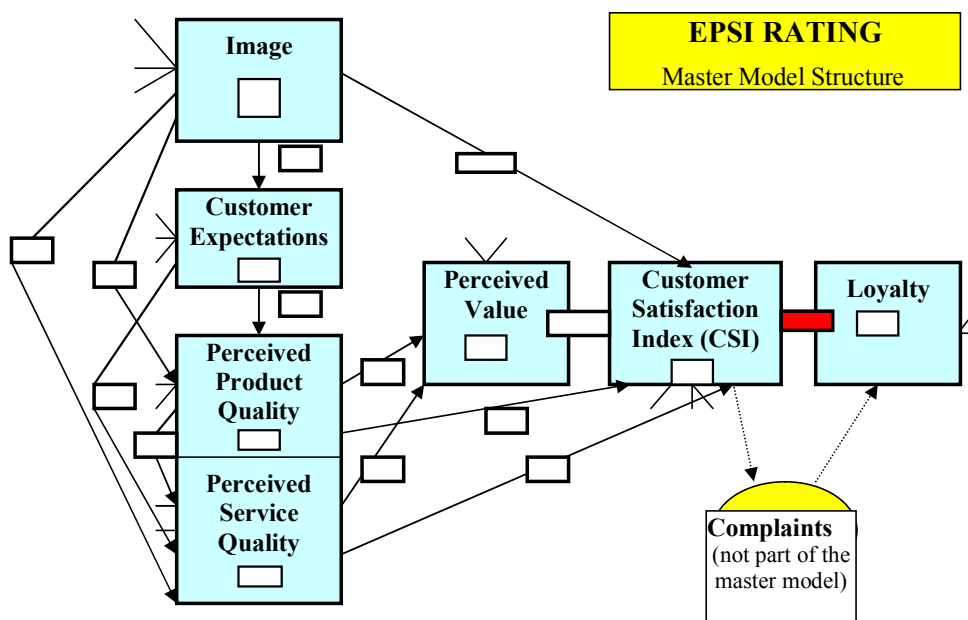 EPSI RATING
Master Model Structure
Image
Customer
Expectations
Perceived
Product
Quality
Perceived
Service
Quality
Perceived
Value
Customer
Satisfaction
Index (CSI)
Loyalty
Complaints
(not part of the
master model)